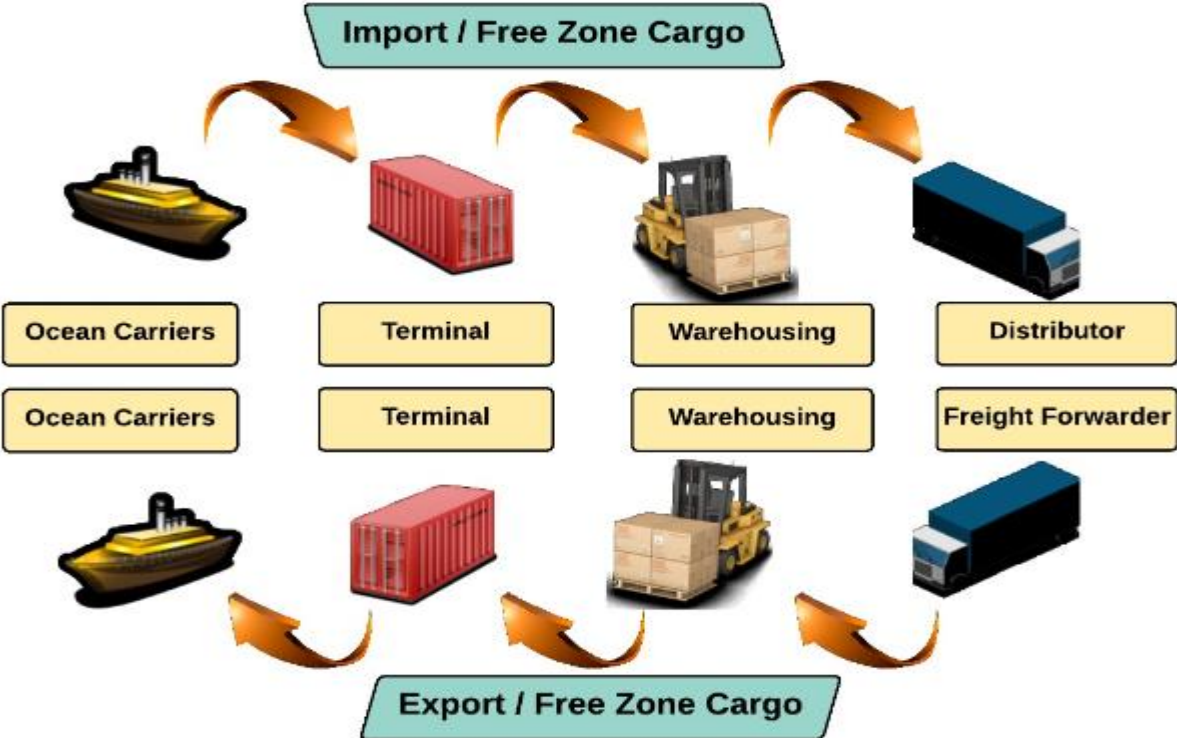 Import / Free Zone Cargo
Ocean Carriers
Terminal
Warehousing
Distributor
Ocean Carriers
Terminal
Warehousing
Freight Forwarder
Export / Free Zone Cargo